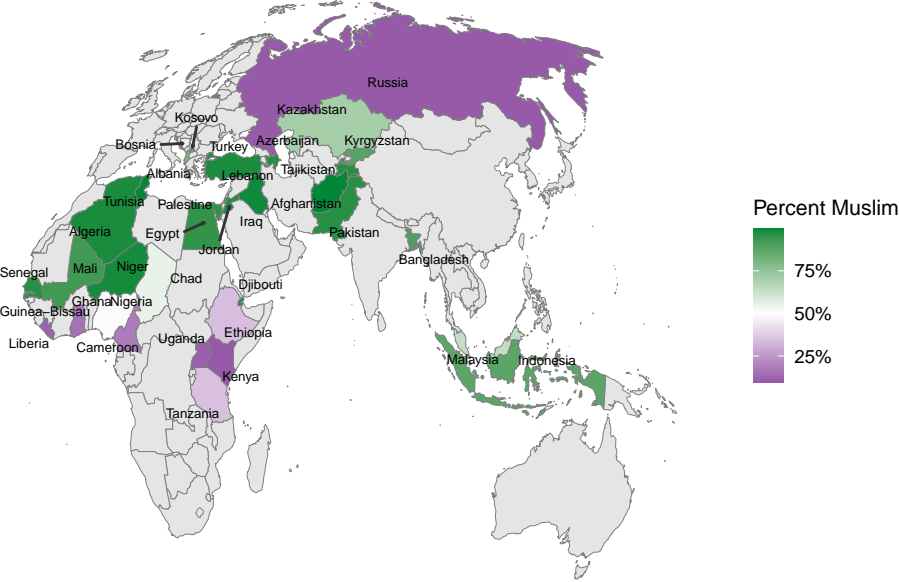 Russia
Kosovo
Kazakhstan
Bosnia
Turkey
Azerbaijan
Kyrgyzstan
Albania
Lebanon
Tajikistan
Tunisia
Palestine
Afghanistan
Algeria
Egypt
Iraq
Pakistan
Jordan
Bangladesh
Senegal
Mali
Niger
Chad
Djibouti
Ghana
Nigeria
Guinea−Bissau
Liberia
Cameroon
Uganda
Ethiopia
Kenya
Tanzania
Malaysia
Indonesia
Percent Muslim
75%
50%
25%